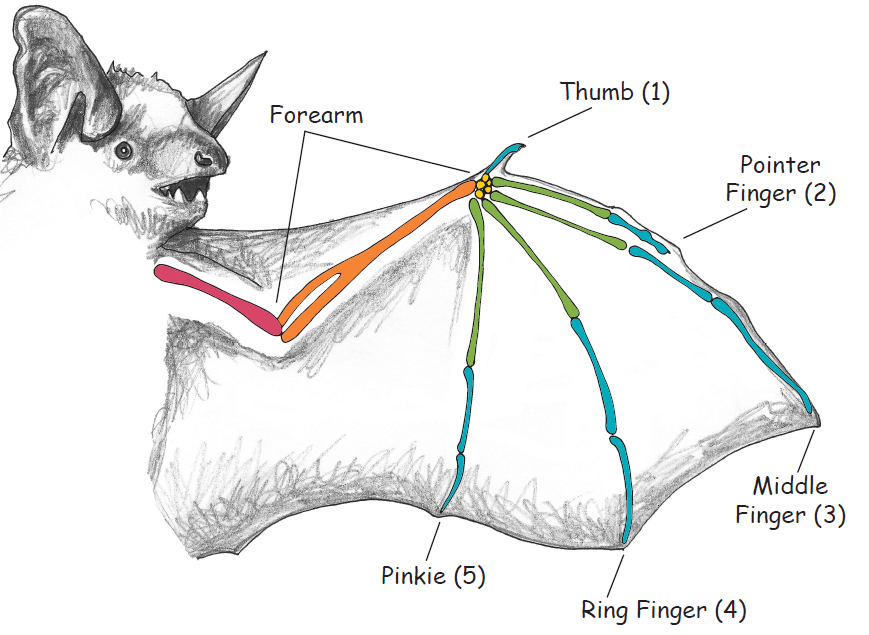 Forearm
Thumb (1)
Pointer
Finger (2)
Middle
Finger (3)
Pinkie (5)
Ring Finger (4)